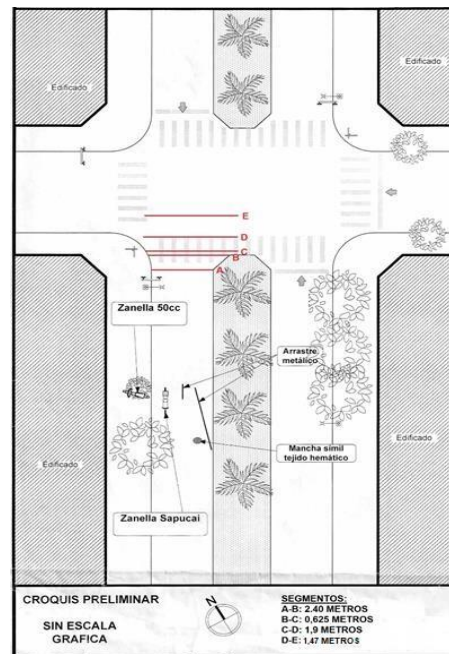 Edificado
Edificado
E
D
C
B
A
Zanella 50cc
Arrastre
metálico
Edificado
Edificado
Mancha simil
tejido hemático
Zanella Sapucai
CROQUIS PRELIMINAR
SIN ESCALA
GRAFICA
N
SEGMENTOS:
A-B: 2.40 METROS
B-C: 0,625 METROS
C-D: 1,9 METROS
D-E: 1,47 METROS